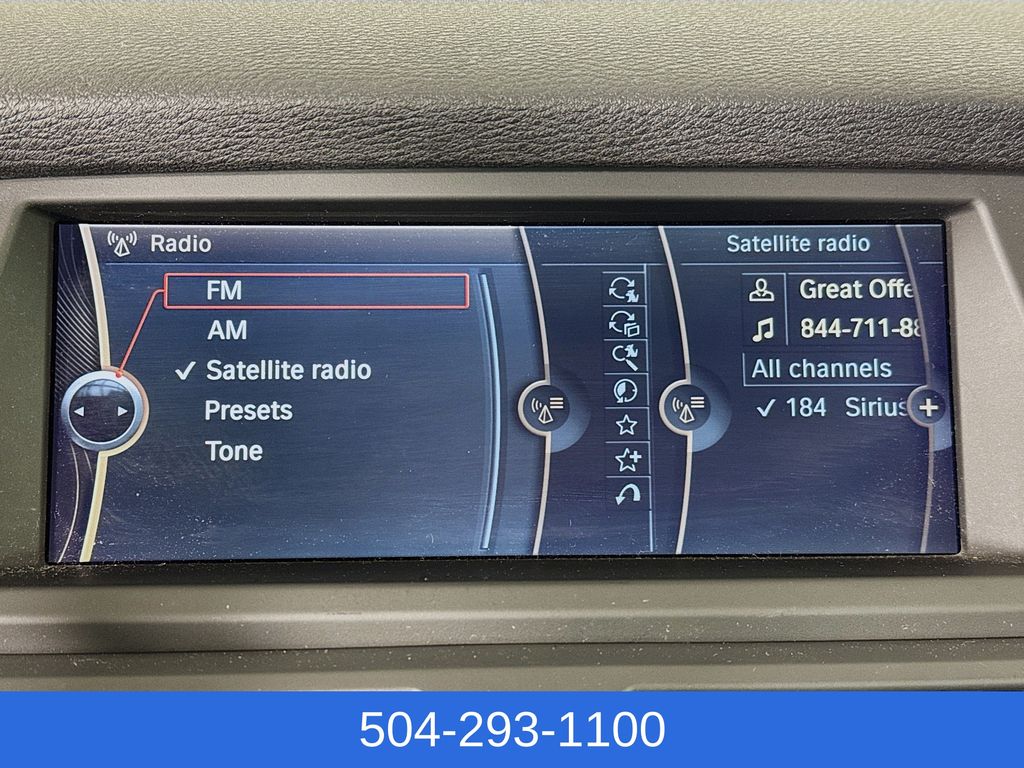 Radio
FM
AM
✓ Satellite radio
Presets
Tone
Satellite radio
Great Offe
844-711-88
All channels
✓ 184 Sirius
504-293-1100